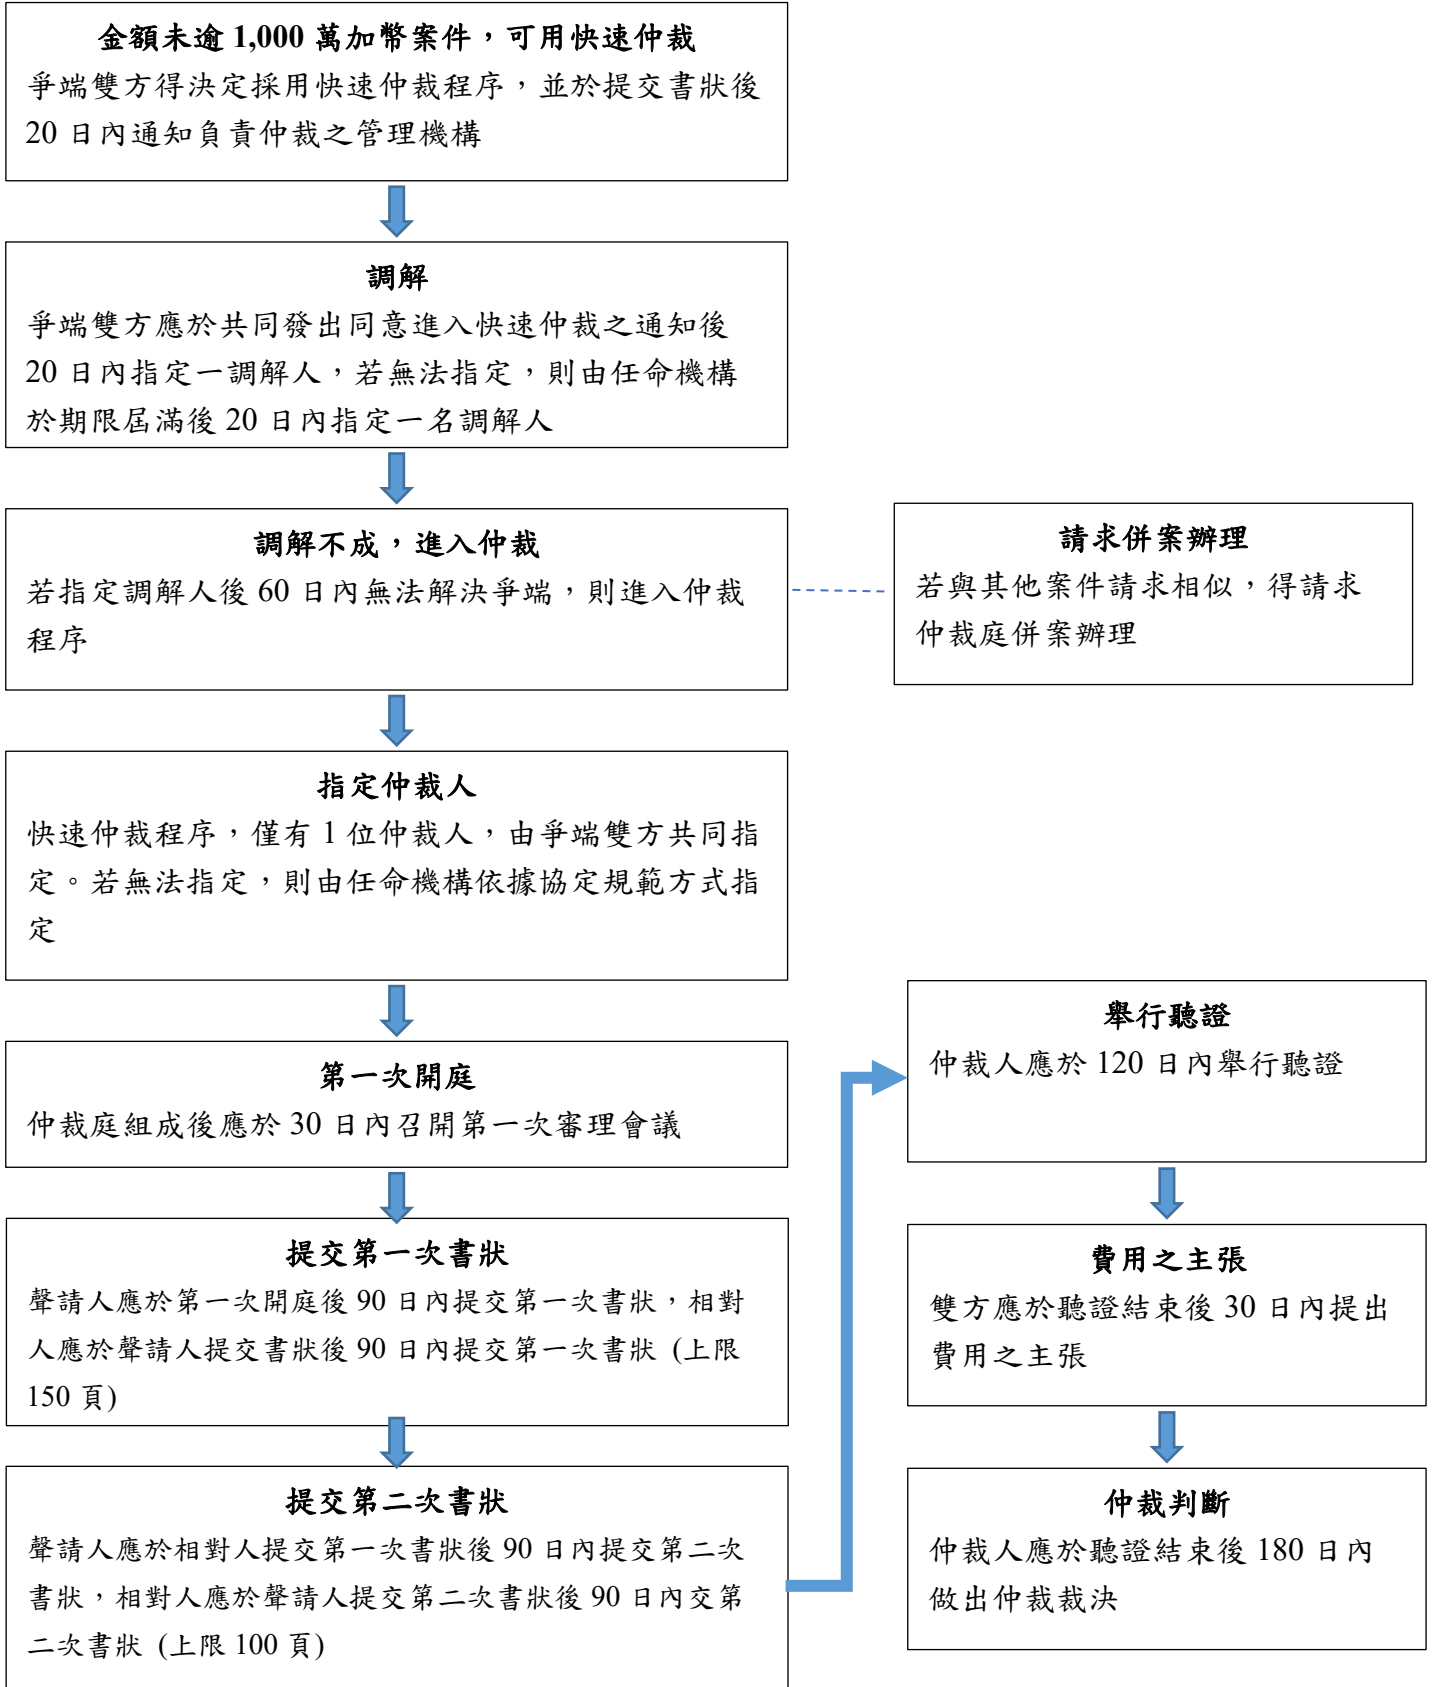 金額未逾 1,000 萬加幣案件，可用快速仲裁
爭端雙方得決定採用快速仲裁程序，並於提交書狀後
20 日內通知負責仲裁之管理機構
調解
爭端雙方應於共同發出同意進入快速仲裁之通知後
20 日內指定一調解人，若無法指定，則由任命機構
於期限屆滿後 20 日內指定一名調解人
調解不成，進入仲裁
若指定調解人後 60 日內無法解決爭端，則進入仲裁
程序
請求併案辦理
若與其他案件請求相似，得請求
仲裁庭併案辦理
指定仲裁人
快速仲裁程序，僅有 1 位仲裁人，由爭端雙方共同指
定。若無法指定，則由任命機構依據協定規範方式指
定
第一次開庭
仲裁庭組成後應於 30 日內召開第一次審理會議
提交第一次書狀
聲請人應於第一次開庭後 90 日內提交第一次書狀，相對
人應於聲請人提交書狀後 90 日內提交第一次書狀 (上限
150 頁)
提交第二次書狀
聲請人應於相對人提交第一次書狀後 90 日內提交第二次
書狀，相對人應於聲請人提交第二次書狀後 90 日內交第
二次書狀 (上限 100 頁)
舉行聽證
仲裁人應於 120 日內舉行聽證
費用之主張
雙方應於聽證結束後 30 日內提出
費用之主張
仲裁判斷
仲裁人應於聽證結束後 180 日內
做出仲裁裁決